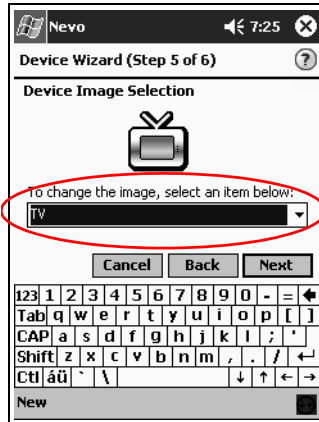 Nevo 7:25
Device Wizard (Step 5 of 6) ?
Device Image Selection
To change the image, select an item below:
TV
Cancel Back Next
123 1 2 3 4 5 6 7 8 9 0 - =
Tab q w e r t y u i o p [ ]
CAP a s d f g h j k l ; '
Shift z x c v b n m , . /
Ctl áü ` \
New